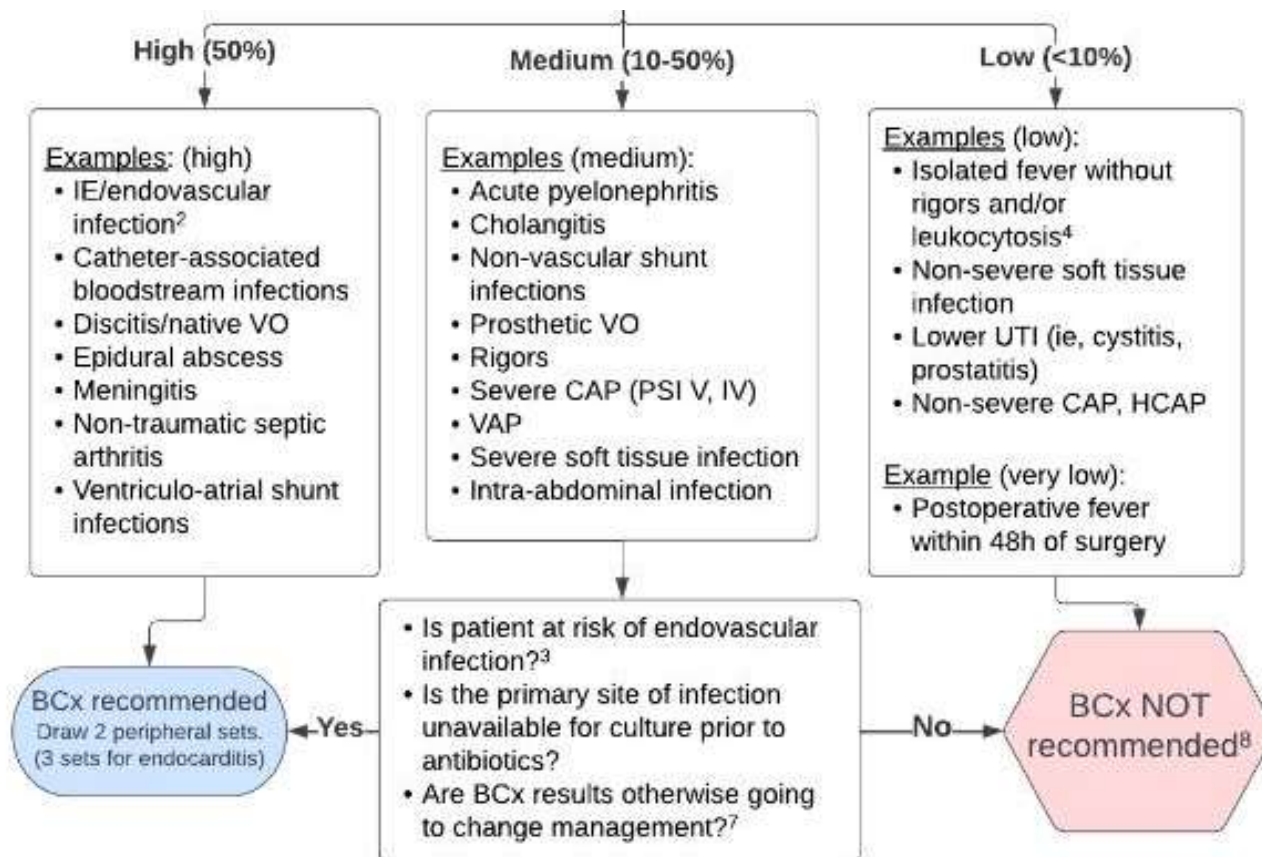 High (50%)
Medium (10-50%)
Low (<10%)
Examples: (high)
• IE/endovascular
infection²
• Catheter-associated
bloodstream infections
• Discitis/native VO
• Epidural abscess
• Meningitis
• Non-traumatic septic
arthritis
• Ventriculo-atrial shunt
infections
Examples (medium):
• Acute pyelonephritis
• Cholangitis
• Non-vascular shunt
infections
• Prosthetic VO
• Rigors
• Severe CAP (PSI V, IV)
• VAP
• Severe soft tissue infection
• Intra-abdominal infection
Examples (low):
• Isolated fever without
rigors and/or
leukocytosis⁴
• Non-severe soft tissue
infection
• Lower UTI (ie, cystitis,
prostatitis)
• Non-severe CAP, HCAP
Example (very low):
• Postoperative fever
within 48h of surgery
BCx recommended
Draw 2 peripheral sets.
(3 sets for endocarditis)
Yes
• Is patient at risk of endovascular
infection?³
• Is the primary site of infection
unavailable for culture prior to
antibiotics?
• Are BCx results otherwise going
to change management?⁷
No
BCx NOT
recommended⁸